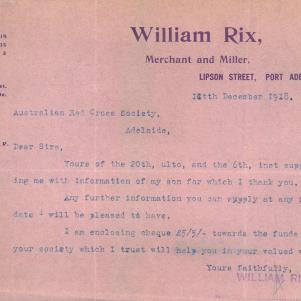 William Rix,
Merchant and Miller.
LIPSON STREET, PORT ADE
11th December 1918.
Australian Red Cross Society,
Adelaide,
Dear Sirs,
Yours of the 20th, ulto, and the 6th, inst supp
ing me with information of my son for which I thank you.
Any further information you can supply at any f
date I will be pleased to have.
I am enclosing cheque £5/5/- towards the funds
your society which I trust will help you in your valued w
Yours Faithfully,
WILLIAM RI